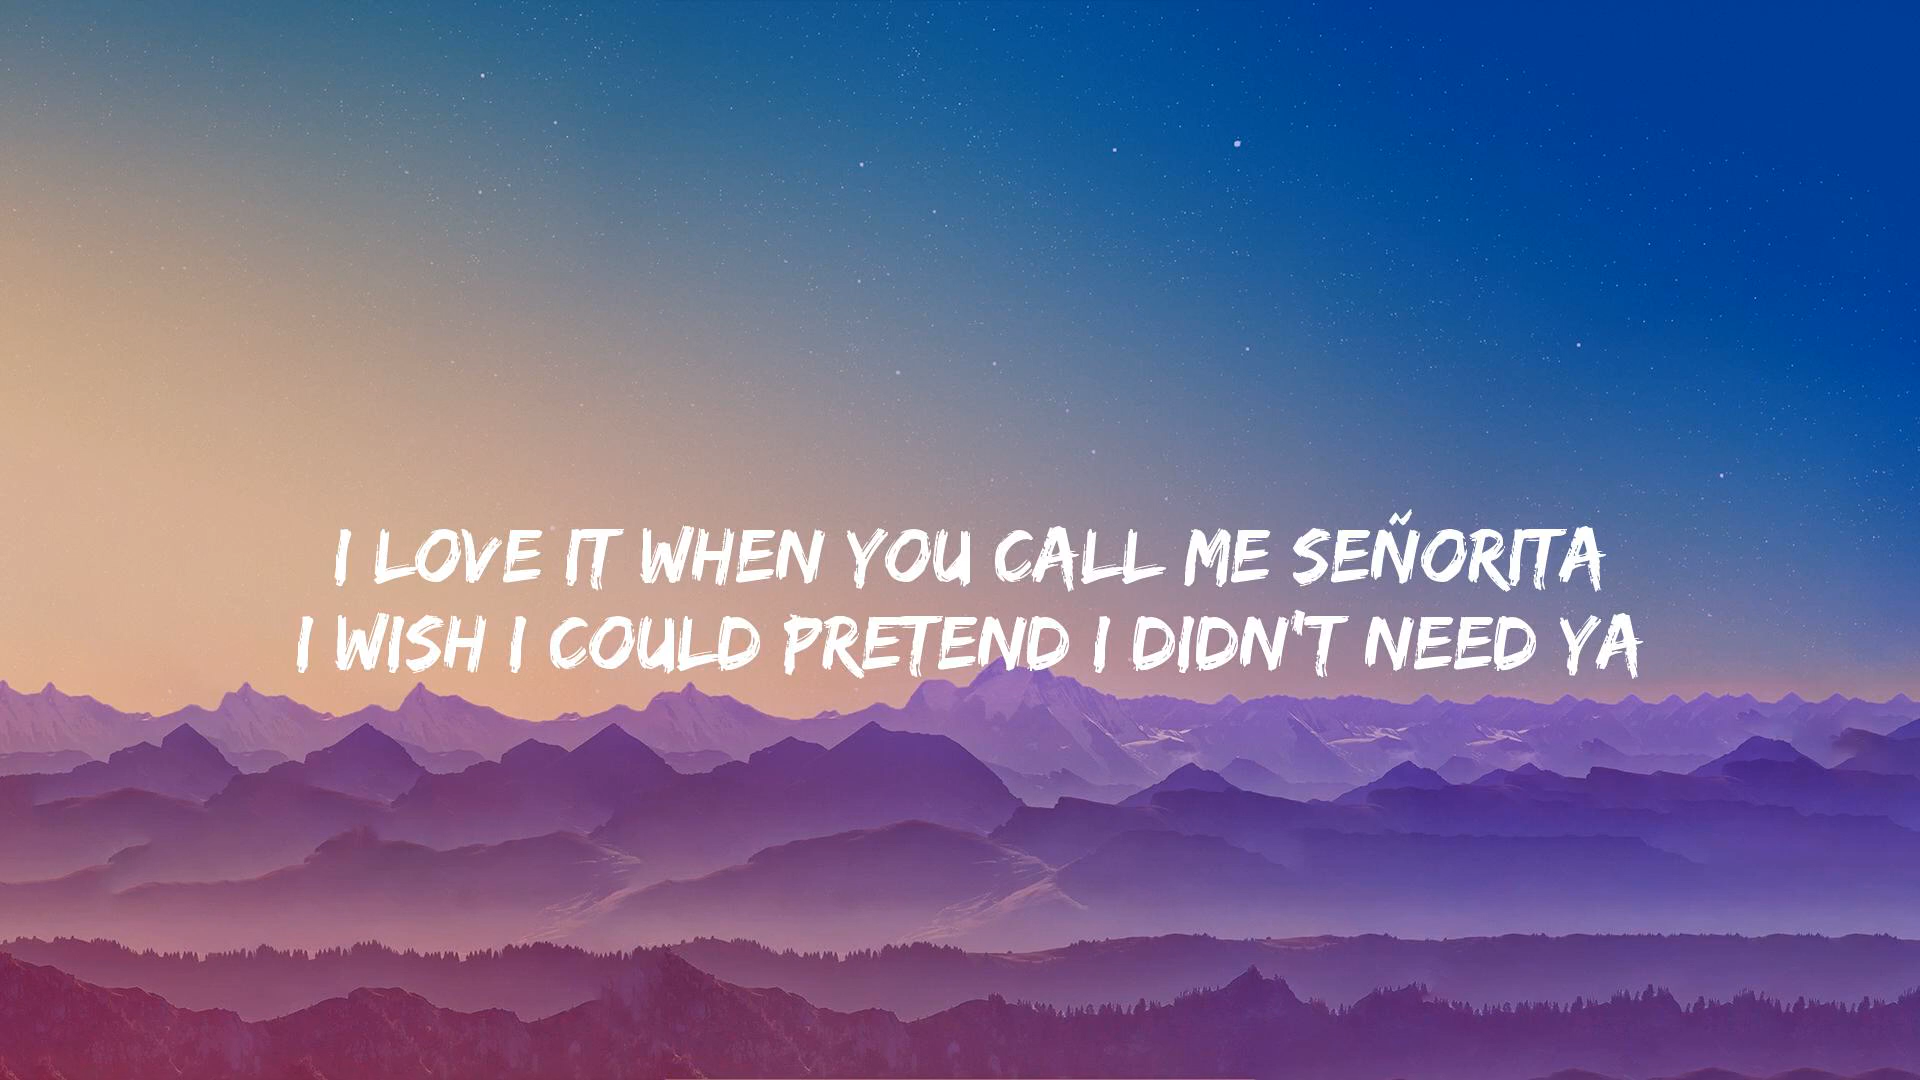 I LOVE IT WHEN YOU CALL ME SEÑORITA
I WISH I COULD PRETEND I DIDN'T NEED YA